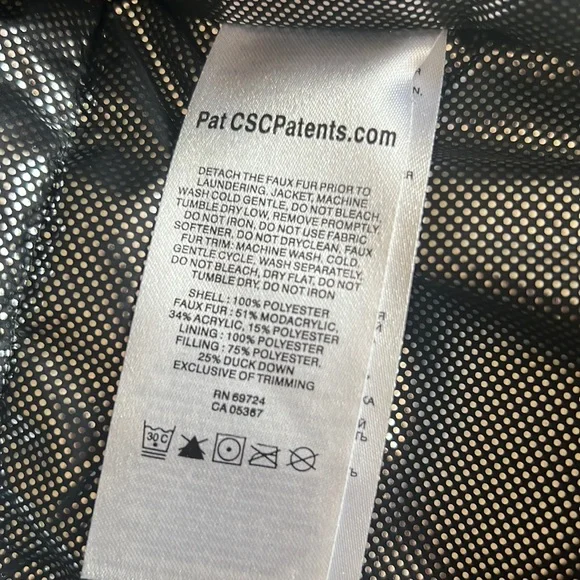 Pat CSCPatents.com
DETACH THE FAUX FUR PRIOR TO
LAUNDERING. JACKET, MACHINE
WASH COLD GENTLE, DO NOT BLEACH,
TUMBLE DRY LOW, REMOVE PROMPTLY.
DO NOT IRON, DO NOT USE FABRIC
SOFTENER. DO NOT DRYCLEAN, FAUX
FUR TRIM: MACHINE WASH, COLD,
GENTLE CYCLE, WASH SEPARATELY,
DO NOT BLEACH, DRY FLAT, DO NOT
TUMBLE DRY. DO NOT IRON
SHELL : 100% POLYESTER
FAUX FUR : 51% MODACRYLIC,
34% ACRYLIC, 15% POLYESTER
LINING : 100% POLYESTER
FILLING : 75% POLYESTER,
25% DUCK DOWN
EXCLUSIVE OF TRIMMING
RN 69724
CA 05367
30 C